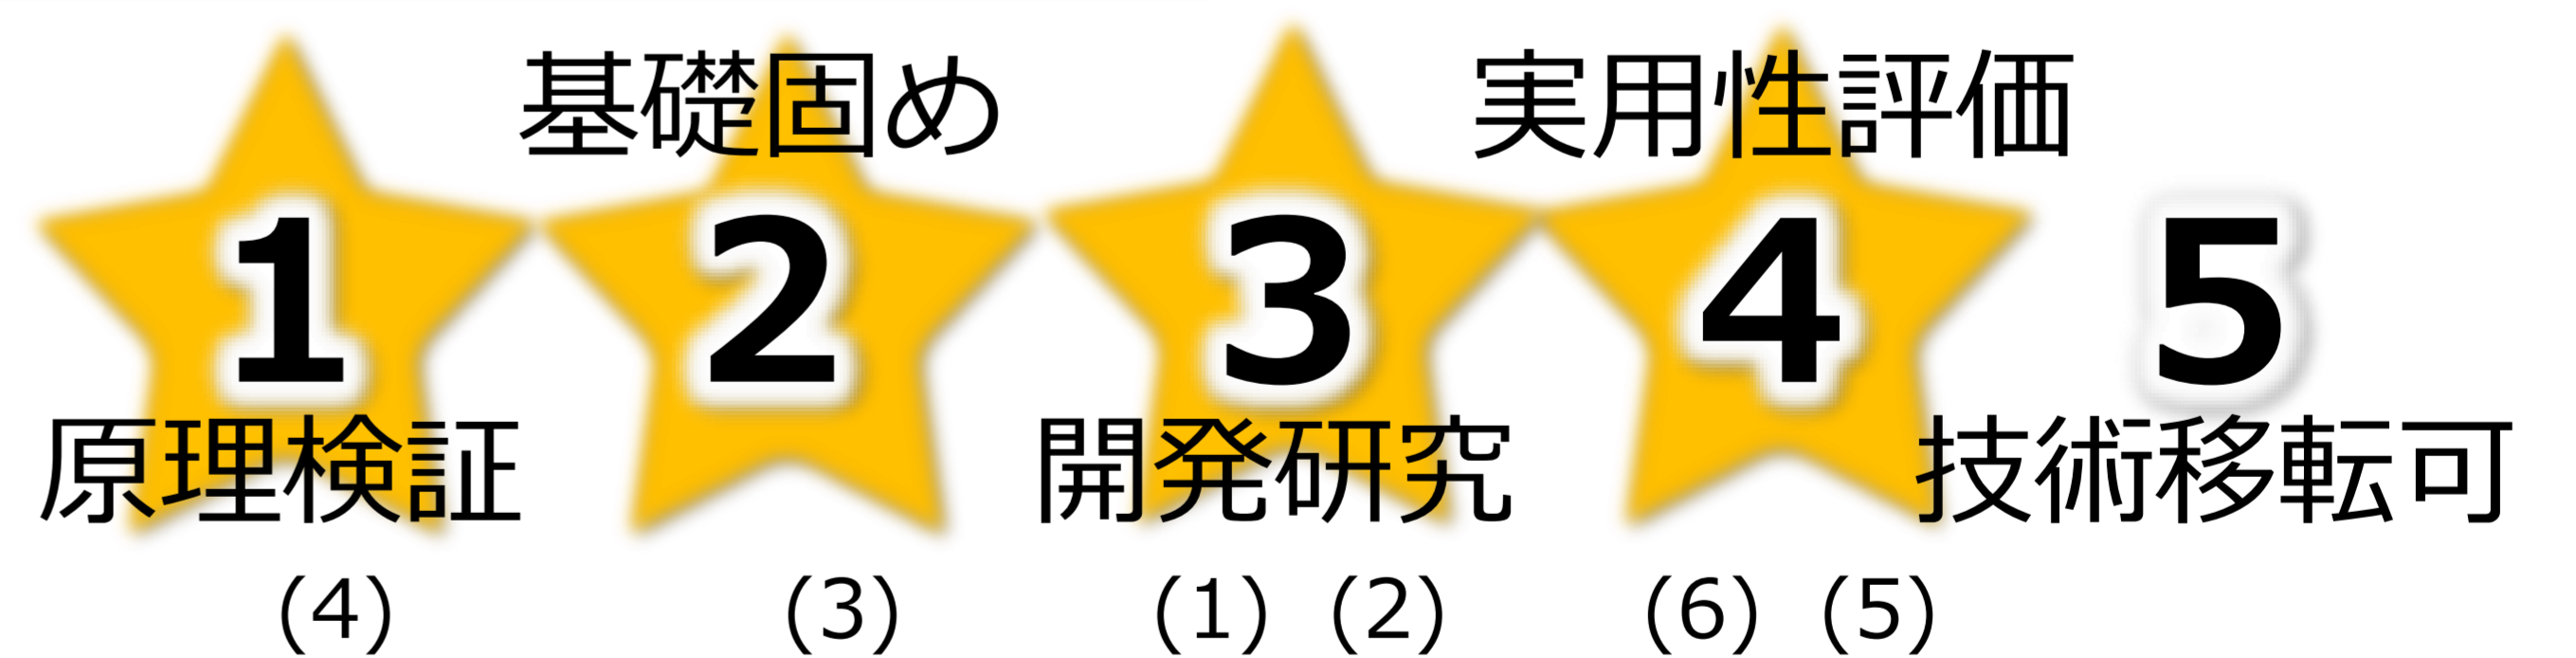 基礎固め 実用性評価
1 2 3 4 5
原理検証 開発研究 技術移転可
(4) (3) (1) (2) (6) (5)